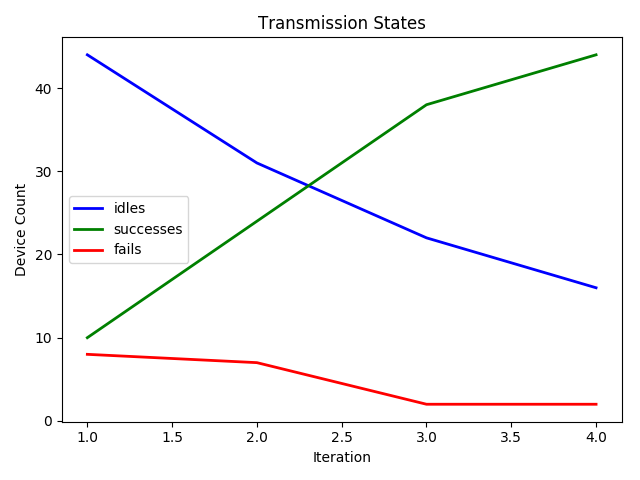 Transmission States
Device Count
40
30
20
10
0
idles
successes
fails
1.0 1.5 2.0 2.5 3.0 3.5 4.0
Iteration